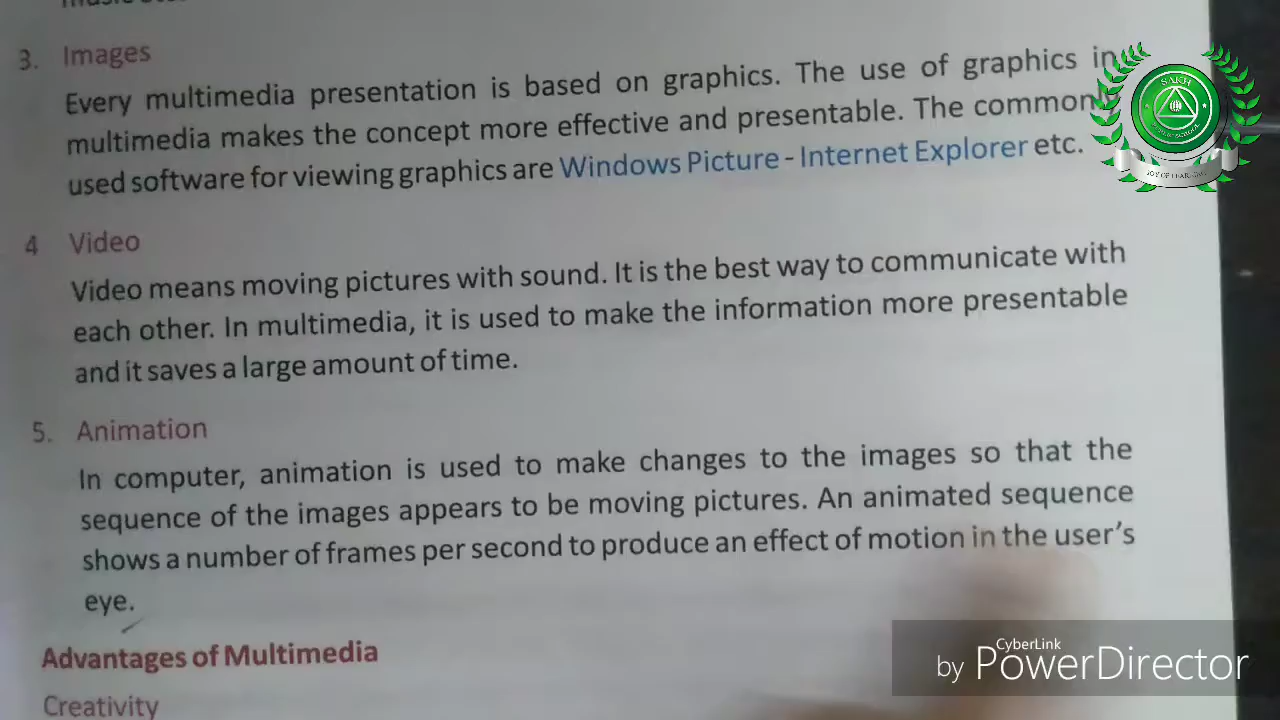 3. Images
Every multimedia presentation is based on graphics. The use of graphics in
multimedia makes the concept more effective and presentable. The common
used software for viewing graphics are Windows Picture - Internet Explorer etc.
4 Video
Video means moving pictures with sound. It is the best way to communicate with
each other. In multimedia, it is used to make the information more presentable
and it saves a large amount of time.
5. Animation
In computer, animation is used to make changes to the images so that the
sequence of the images appears to be moving pictures. An animated sequence
shows a number of frames per second to produce an effect of motion in the user's
eye.
Advantages of Multimedia
Creativity
SAKH
JOY OF LEARNING
CyberLink
by PowerDirector